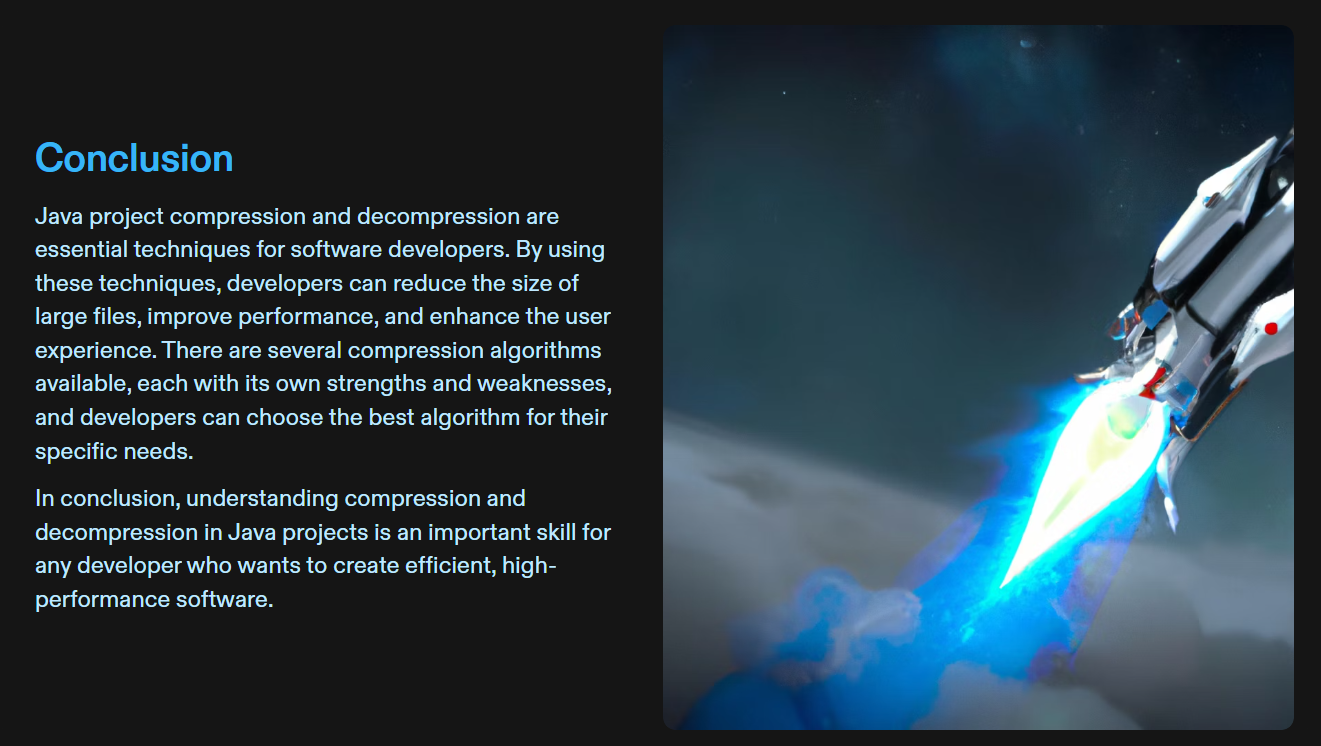 Conclusion
Java project compression and decompression are
essential techniques for software developers. By using
these techniques, developers can reduce the size of
large files, improve performance, and enhance the user
experience. There are several compression algorithms
available, each with its own strengths and weaknesses,
and developers can choose the best algorithm for their
specific needs.
In conclusion, understanding compression and
decompression in Java projects is an important skill for
any developer who wants to create efficient, high-
performance software.